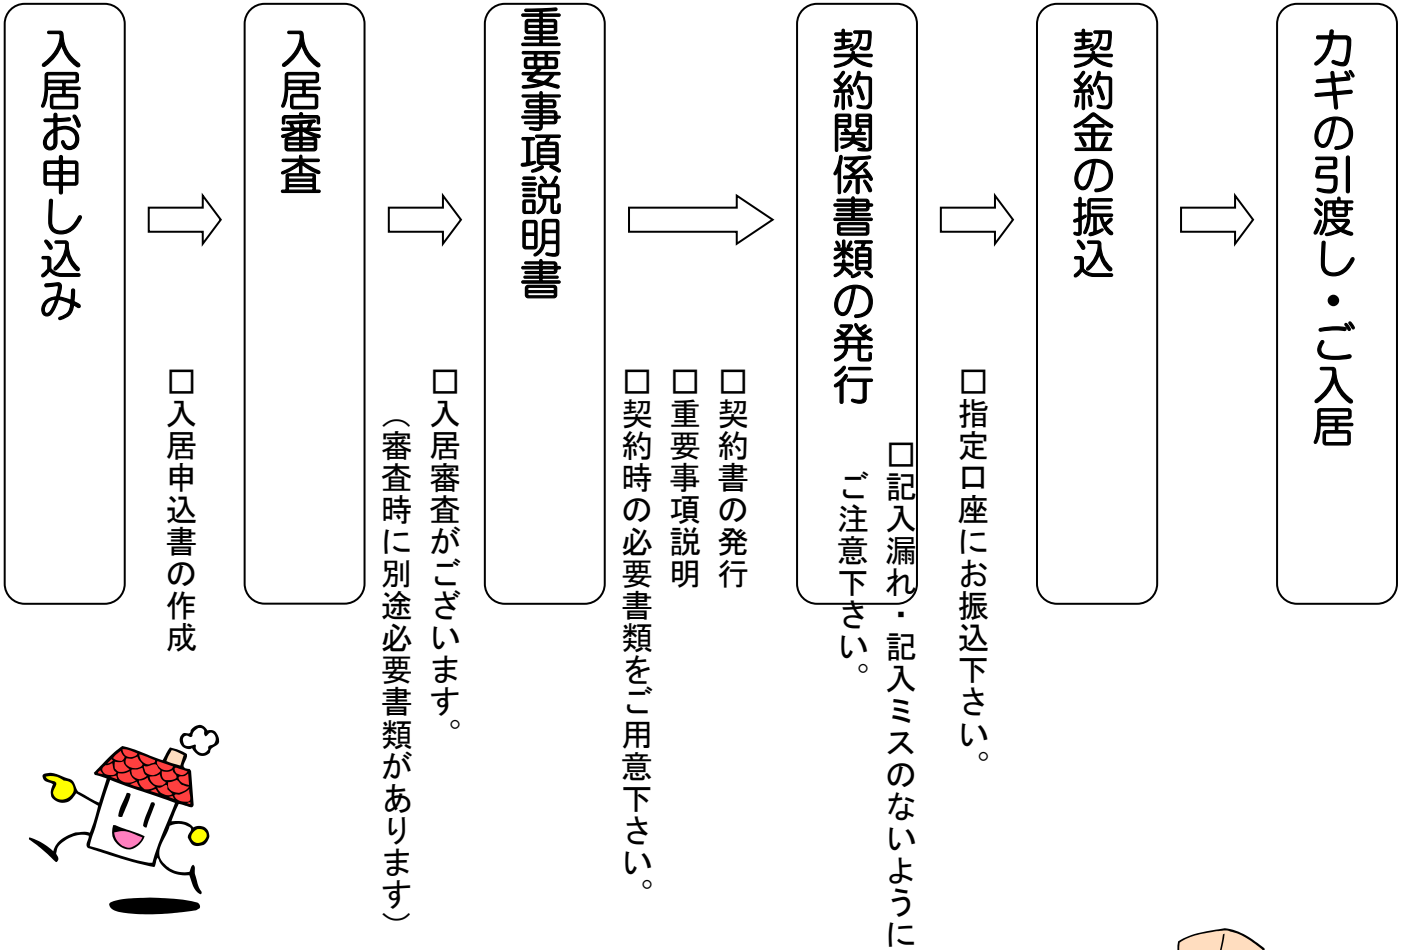 入居お申し込み
□入居申込書の作成
入居審査
□入居審査がございます。
（審査時に別途必要書類があります）
重要事項説明書
□契約書の発行
□重要事項説明
□契約時の必要書類をご用意下さい。
契約関係書類の発行
□記入漏れ・記入ミスのないように
ご注意下さい。
契約金の振込
□指定口座にお振込下さい。
カギの引渡し・ご入居